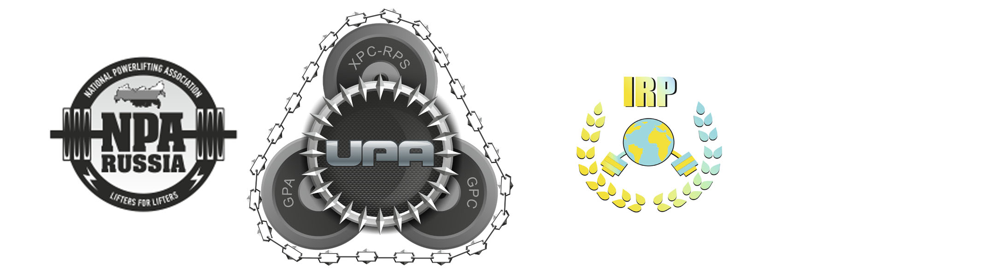 NATIONAL POWERLIFTING ASSOCIATION
NPA
RUSSIA
LIFTERS FOR LIFTERS
XPC-RPS
UPA
GPA
GPC
IRP